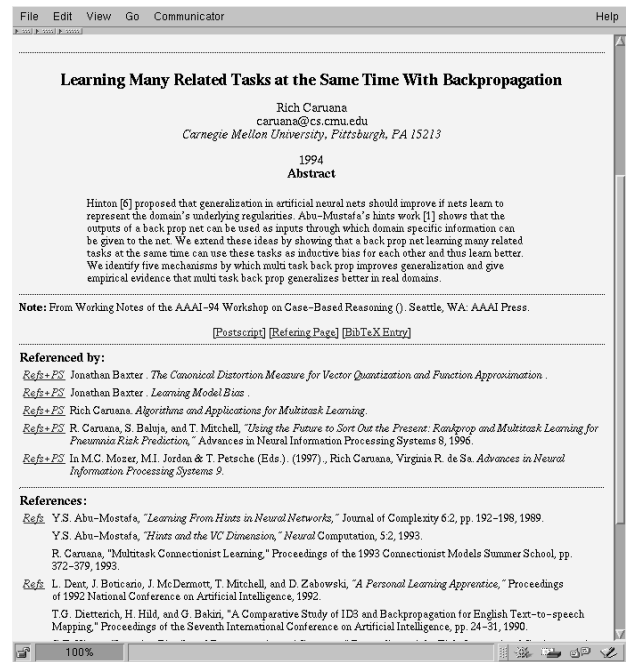 File Edit View Go Communicator Help
Learning Many Related Tasks at the Same Time With Backpropagation
Rich Caruana
caruana@cs.cmu.edu
Carnegie Mellon University, Pittsburgh, PA 15213
1994
Abstract
Hinton [6] proposed that generalization in artificial neural nets should improve if nets learn to
represent the domain's underlying regularities. Abu-Mustafa's hints work [1] shows that the
outputs of a back prop net can be used as inputs through which domain specific information can
be given to the net. We extend these ideas by showing that a back prop net learning many related
tasks at the same time can use these tasks as inductive bias for each other and thus learn better.
We identify five mechanisms by which multi task back prop improves generalization and give
empirical evidence that multi task back prop generalizes better in real domains.
Note: From Working Notes of the AAAI-94 Workshop on Case-Based Reasoning (). Seattle, WA: AAAI Press.
[Postscript] [Refering Page] [BibTeX Entry]
Referenced by:
Refs+PS Jonathan Baxter . The Canonical Distortion Measure for Vector Quantization and Function Approximation .
Refs+PS Jonathan Baxter . Learning Model Bias .
Refs+PS Rich Caruana. Algorithms and Applications for Multitask Learning.
Refs+PS R. Caruana, S. Baluja, and T. Mitchell, "Using the Future to Sort Out the Present: Rankprop and Multitask Learning for
Pneumnia Risk Prediction," Advances in Neural Information Processing Systems 8, 1996.
Refs+PS In M.C. Mozer, M.I. Jordan & T. Petsche (Eds.). (1997)., Rich Caruana, Virginia R. de Sa. Advances in Neural
Information Processing Systems 9.
References:
Refs Y.S. Abu-Mostafa, "Learning From Hints in Neural Networks," Journal of Complexity 6:2, pp. 192-198, 1989.
Y.S. Abu-Mostafa, "Hints and the VC Dimension," Neural Computation, 5:2, 1993.
R. Caruana, "Multitask Connectionist Learning," Proceedings of the 1993 Connectionist Models Summer School, pp.
372-379, 1993.
Refs L. Dent, J. Boticario, J. McDermott, T. Mitchell, and D. Zabowski, "A Personal Learning Apprentice," Proceedings
of 1992 National Conference on Artificial Intelligence, 1992.
T.G. Dietterich, H. Hild, and G. Bakiri, "A Comparative Study of ID3 and Backpropagation for English Text-to-speech
Mapping," Proceedings of the Seventh International Conference on Artificial Intelligence, pp. 24-31, 1990.
100%